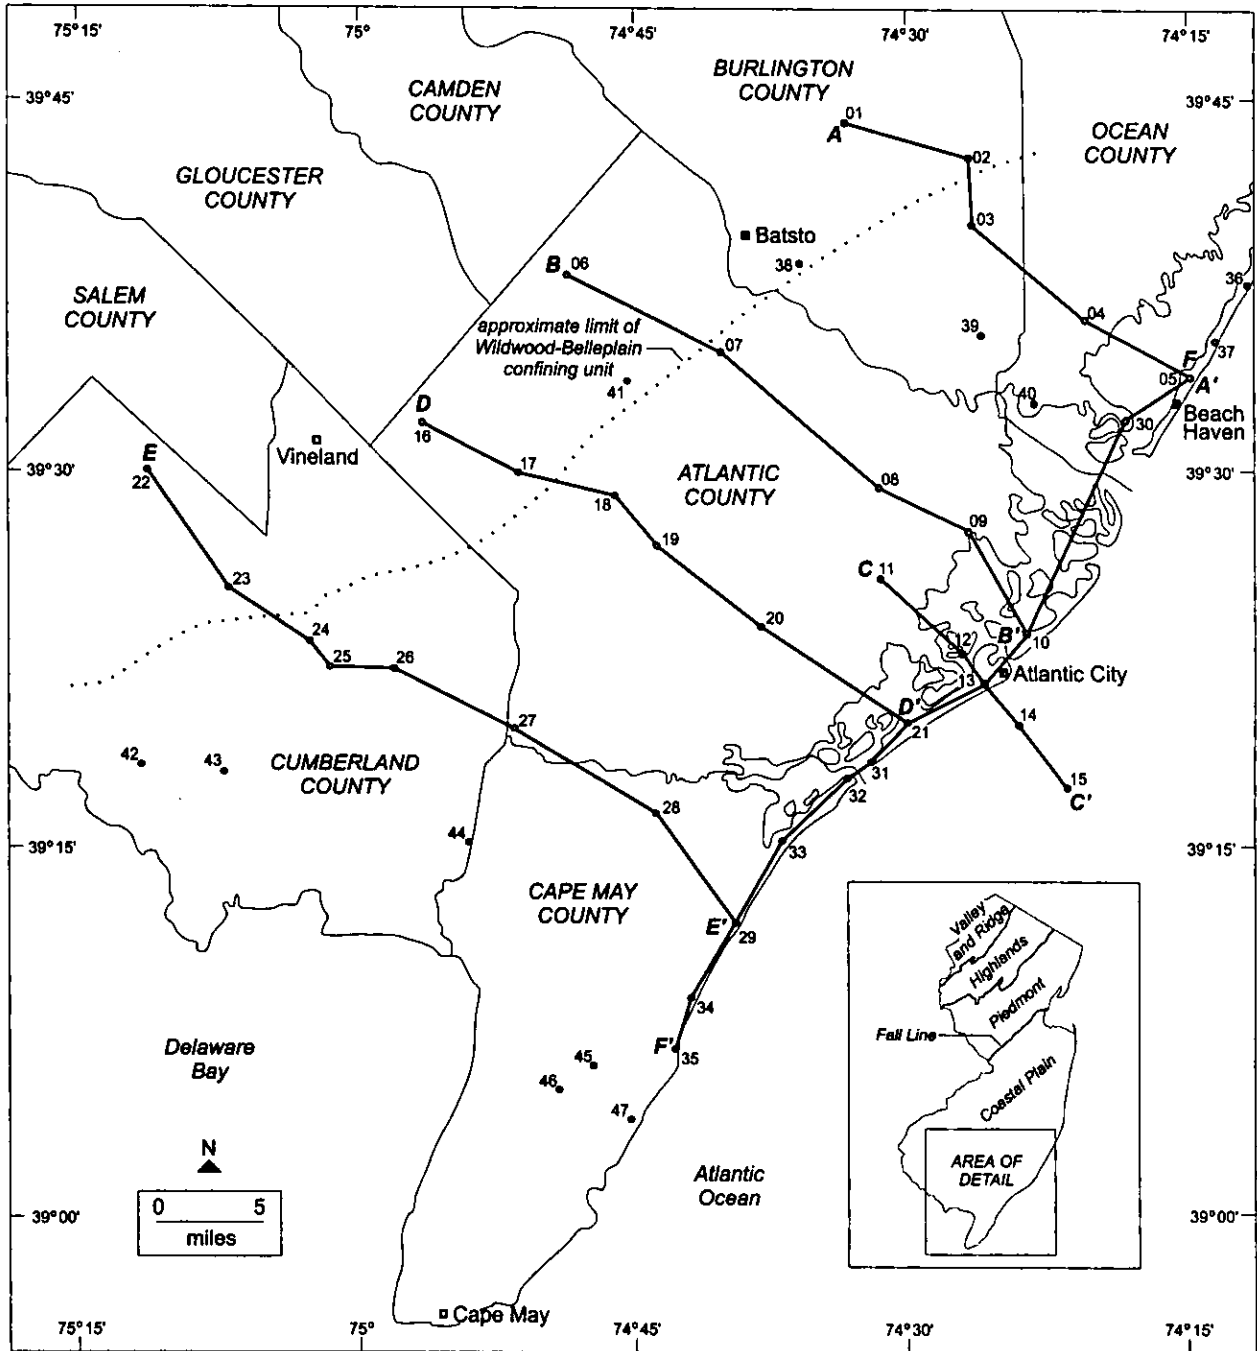 75°15'
75°
74°45'
74°30'
74°15'
39°45'
39°45'
BURLINGTON
COUNTY
CAMDEN
COUNTY
01
A
OCEAN
COUNTY
02
GLOUCESTER
COUNTY
03
Batsto
38
B
06
36
SALEM
COUNTY
approximate limit of
Wildwood-Belleplain
confining unit
04
39
37
07
F
41
05
A'
40
Beach
Haven
D
16
30
Vineland
E
22
39°30'
39°30'
17
ATLANTIC
COUNTY
18
08
09
19
C
11
23
20
24
12
B'
10
25
26
13
Atlantic City
D'
21
14
27
42
43
CUMBERLAND
COUNTY
31
32
15
C'
28
44
33
39°15'
39°15'
CAPE MAY
COUNTY
E'
29
Valley
and Ridge
Highlands
Piedmont
Fall Line
Coastal Plain
AREA OF
DETAIL
34
Delaware
Bay
F'
35
45
46
47
N
0 5
miles
Atlantic
Ocean
39°00'
39°00'
Cape May
75°15'
75°
74°45'
74°30'
74°15'